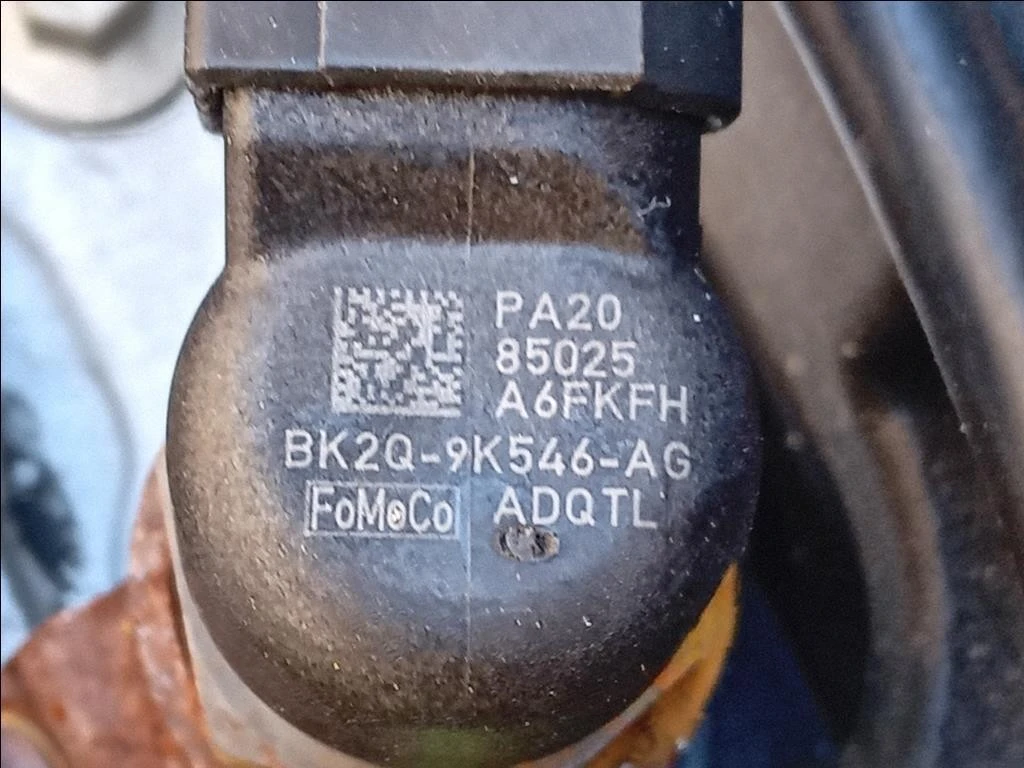 PA20
85025
A6FKFH
BK2Q-9K546-AG
FoMoCo ADQTL